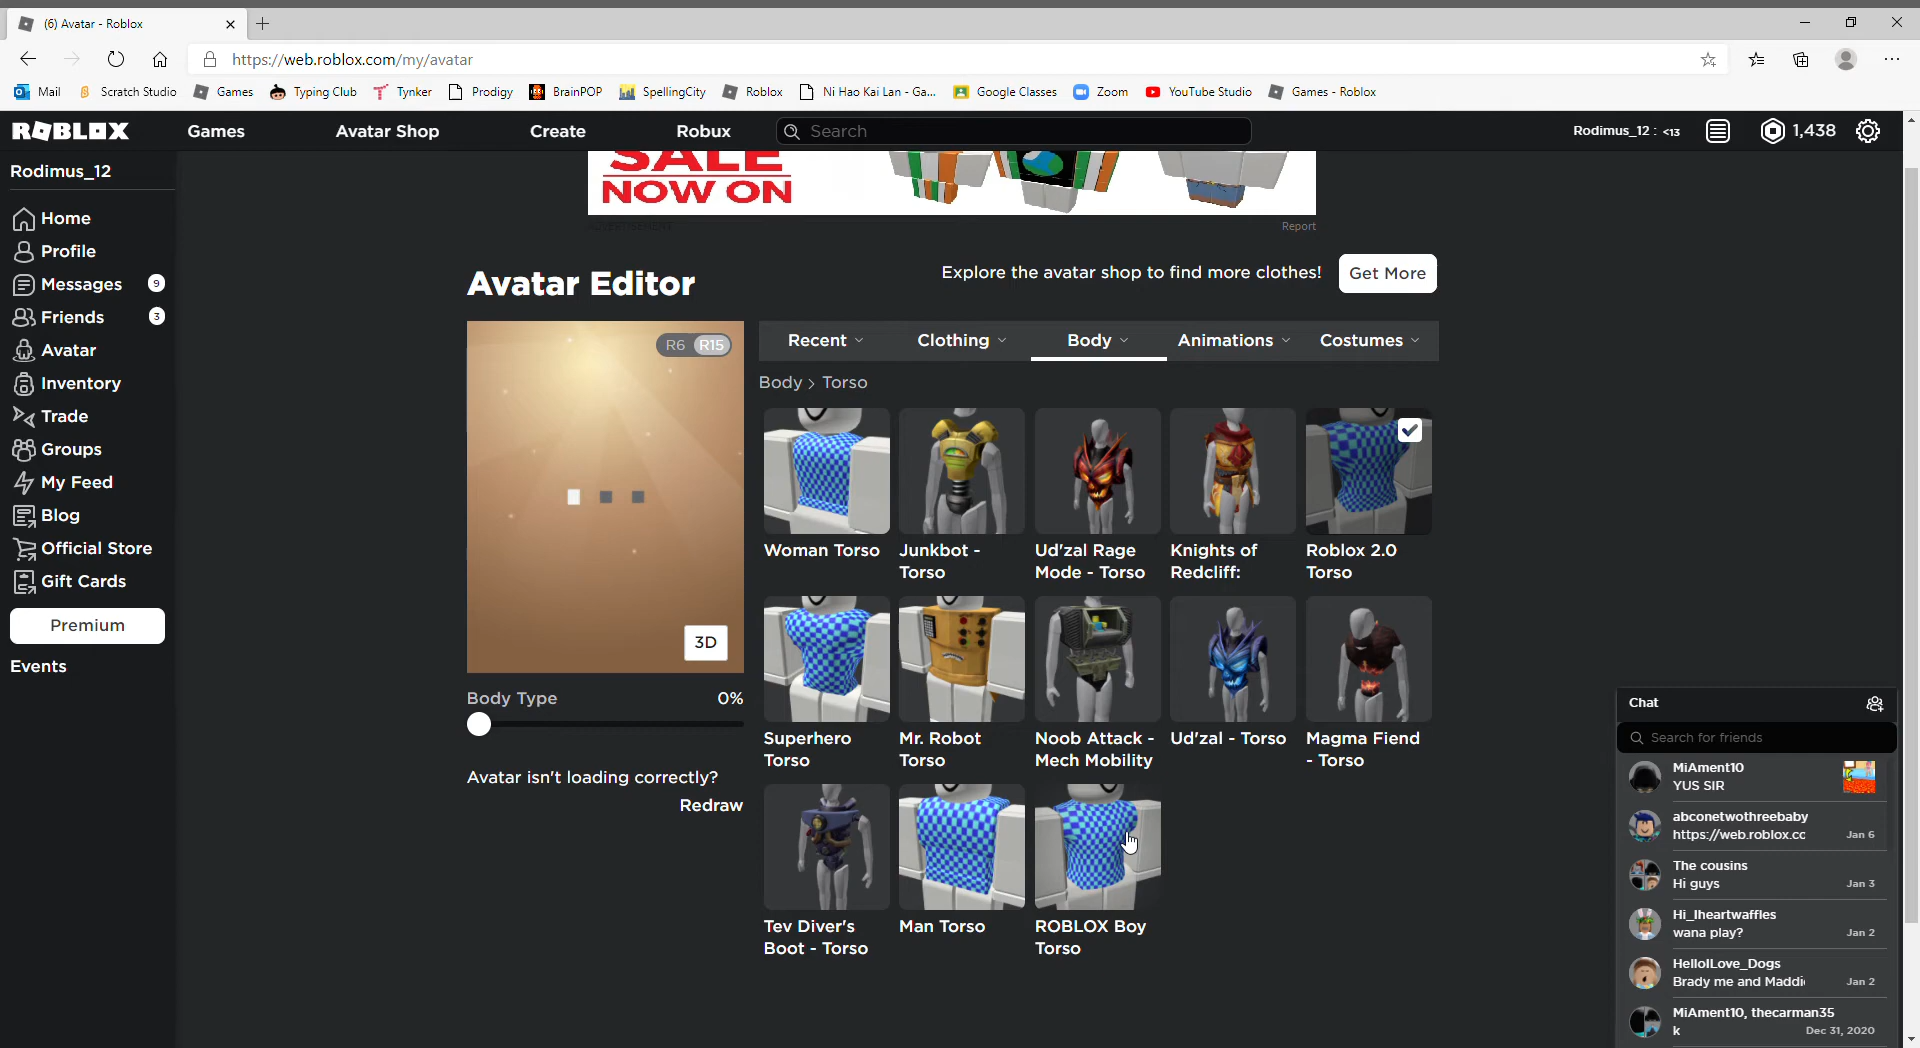 (6) Avatar - Roblox
https://web.roblox.com/my/avatar
Mail Scratch Studio Games Typing Club Tynker Prodigy BrainPOP SpellingCity Roblox Ni Hao Kai Lan - Ga... Google Classes Zoom YouTube Studio Games - Roblox
ROBLOX Games Avatar Shop Create Robux Search Rodimus_12 : <13 1,438
Rodimus_12
Home
Profile
Messages 9
Friends 3
Avatar
Inventory
Trade
Groups
My Feed
Blog
Official Store
Gift Cards
Premium
Events
SALE
NOW ON
ADVERTISEMENT
Report
Avatar Editor
Explore the avatar shop to find more clothes! Get More
R6 R15
3D
Body Type 0%
Avatar isn't loading correctly?
Redraw
Recent Clothing Body Animations Costumes
Body > Torso
Woman Torso
Junkbot -
Torso
Ud'zal Rage
Mode - Torso
Knights of
Redcliff:
Roblox 2.0
Torso
Superhero
Torso
Mr. Robot
Torso
Noob Attack -
Mech Mobility
Ud'zal - Torso
Magma Fiend
- Torso
Tev Diver's
Boot - Torso
Man Torso
ROBLOX Boy
Torso
Chat
Search for friends
MiAment10
YUS SIR
abconetwothreebaby
https://web.roblox.cc Jan 6
The cousins
Hi guys Jan 3
Hi_Iheartwaffles
wana play? Jan 2
HelloILove_Dogs
Brady me and Maddi Jan 2
MiAment10, thecarman35
k Dec 31, 2020